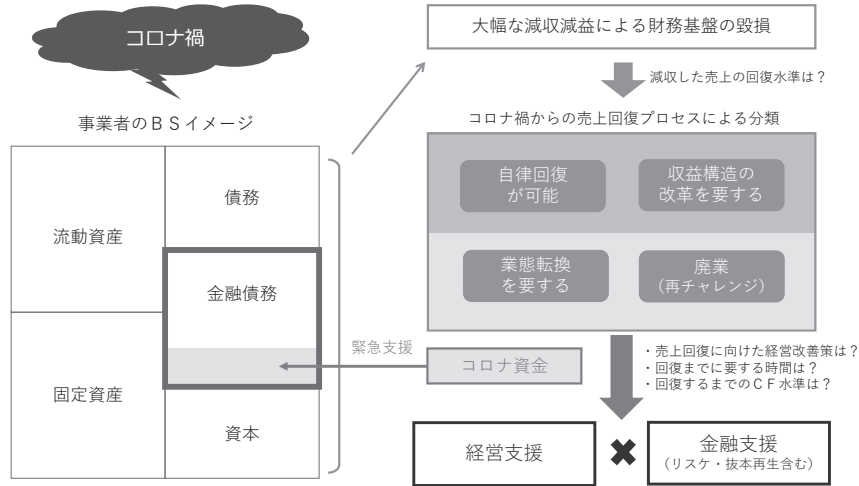 コロナ禍
事業者のＢＳイメージ
流動資産
固定資産
債務
金融債務
資本
緊急支援
コロナ資金
大幅な減収減益による財務基盤の毀損
減収した売上の回復水準は？
コロナ禍からの売上回復プロセスによる分類
自律回復
が可能
収益構造の
改革を要する
業態転換
を要する
廃業
（再チャレンジ）
・売上回復に向けた経営改善策は？
・回復までに要する時間は？
・回復するまでのＣＦ水準は？
経営支援
✖
金融支援
（リスケ・抜本再生含む）